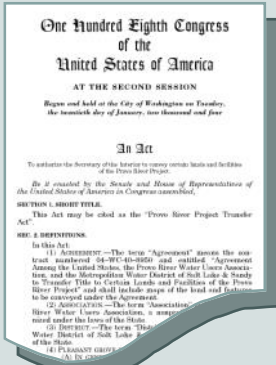 One Hundred Eighth Congress
of the
United States of America
AT THE SECOND SESSION
Begun and held at the City of Washington on Tuesday,
the twentieth day of January, two thousand and four
An Act
To authorize the Secretary of the Interior to convey certain lands and facilities
of the Provo River Project.
Be it enacted by the Senate and House of Representatives of
the United States of America in Congress assembled,
SECTION 1. SHORT TITLE.
This Act may be cited as the "Provo River Project Transfer
Act".
SEC. 2. DEFINITIONS.
In this Act:
(1) AGREEMENT.—The term "Agreement" means the con-
tract numbered 04–WC–40–8950 and entitled "Agreement
Among the United States, the Provo River Water Users Associa-
tion, and the Metropolitan Water District of Salt Lake & Sandy
to Transfer Title to Certain Lands and Facilities of the Provo
River Project" and shall include maps of the land and features
to be conveyed under the Agreement.
(2) ASSOCIATION.—The term "Association"
River Water Users Association, a nonp
nized under the laws of the State.
(3) DISTRICT.—The term "Dist
Water District of Salt Lake &
of the State.
(4) PLEASANT GROVE
(A) IN GEN